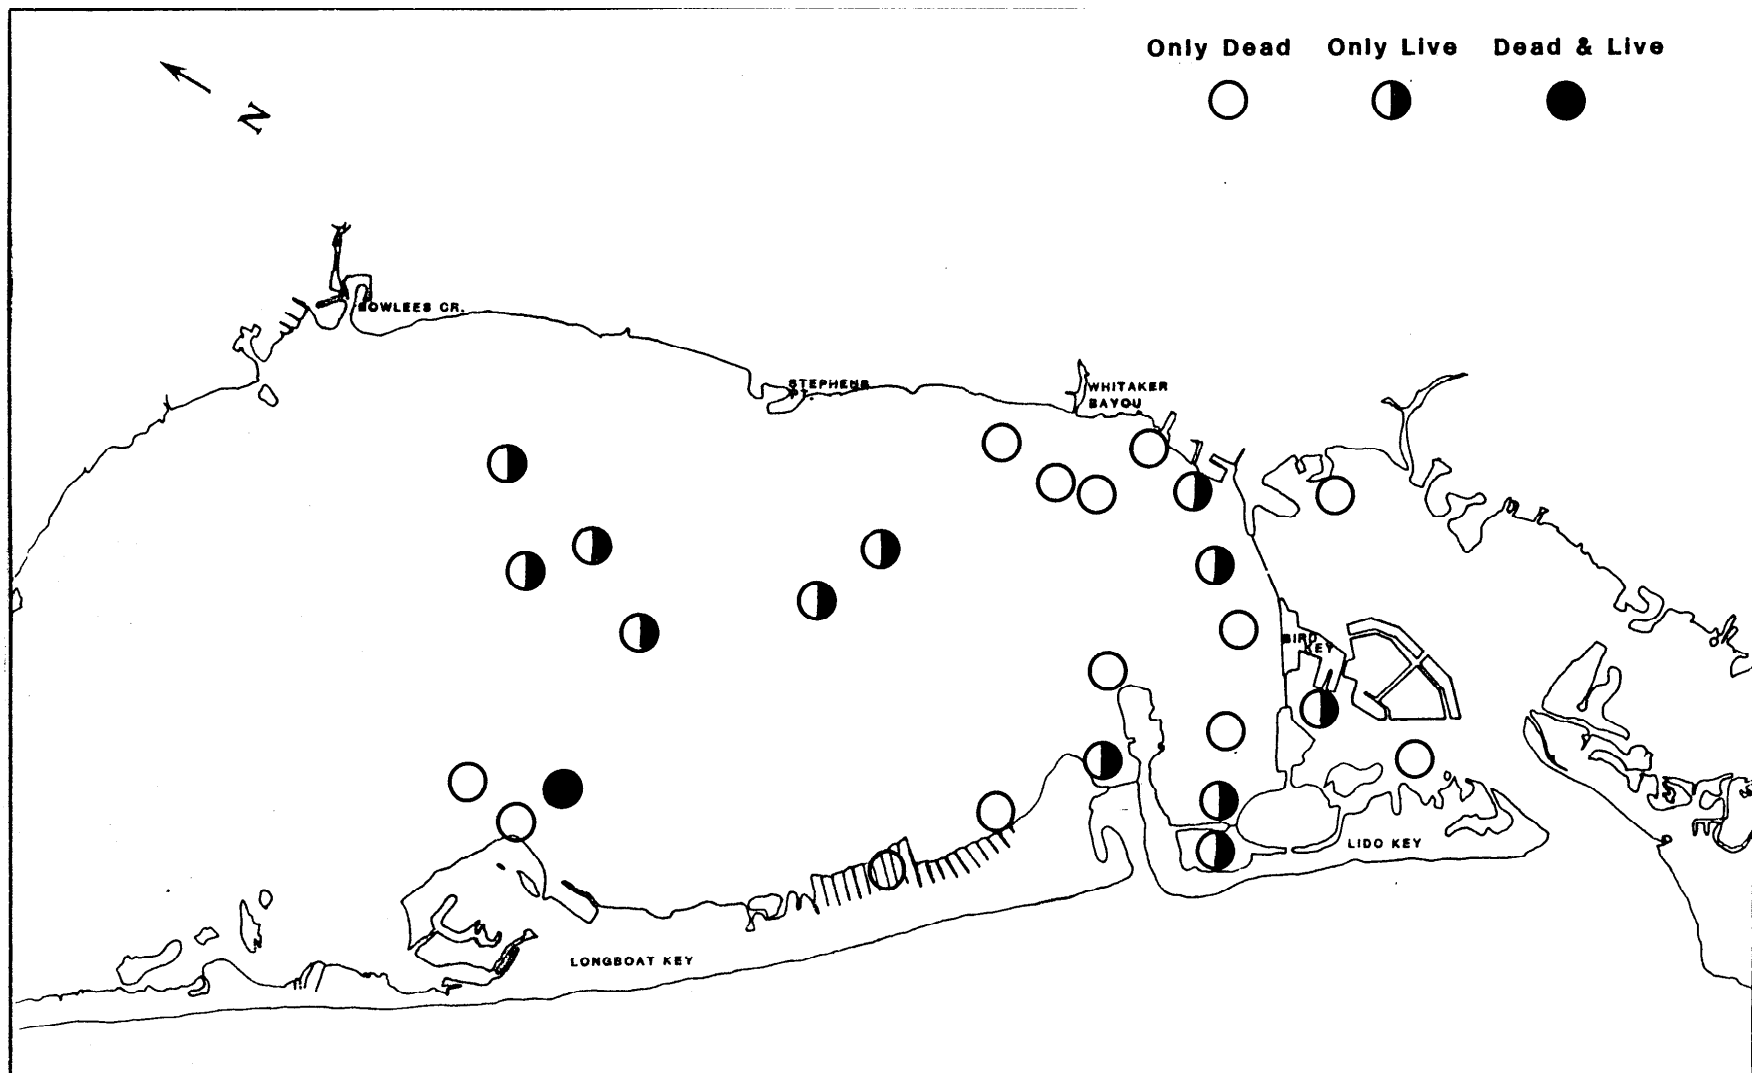 Only Dead Only Live Dead & Live
N
BOWLEES CR.
STEPHENS
PT.
WHITAKER
BAYOU
BIRD
KEY
LIDO KEY
LONGBOAT KEY